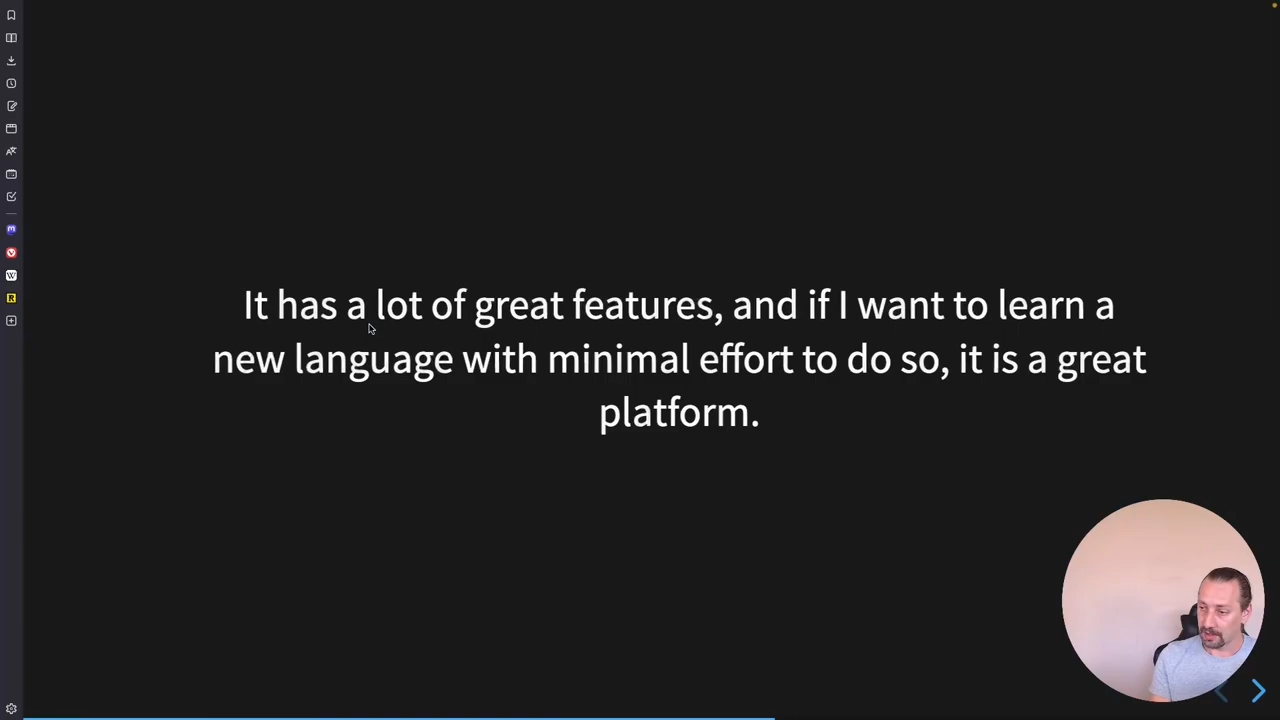 It has a lot of great features, and if I want to learn a
new language with minimal effort to do so, it is a great
platform.